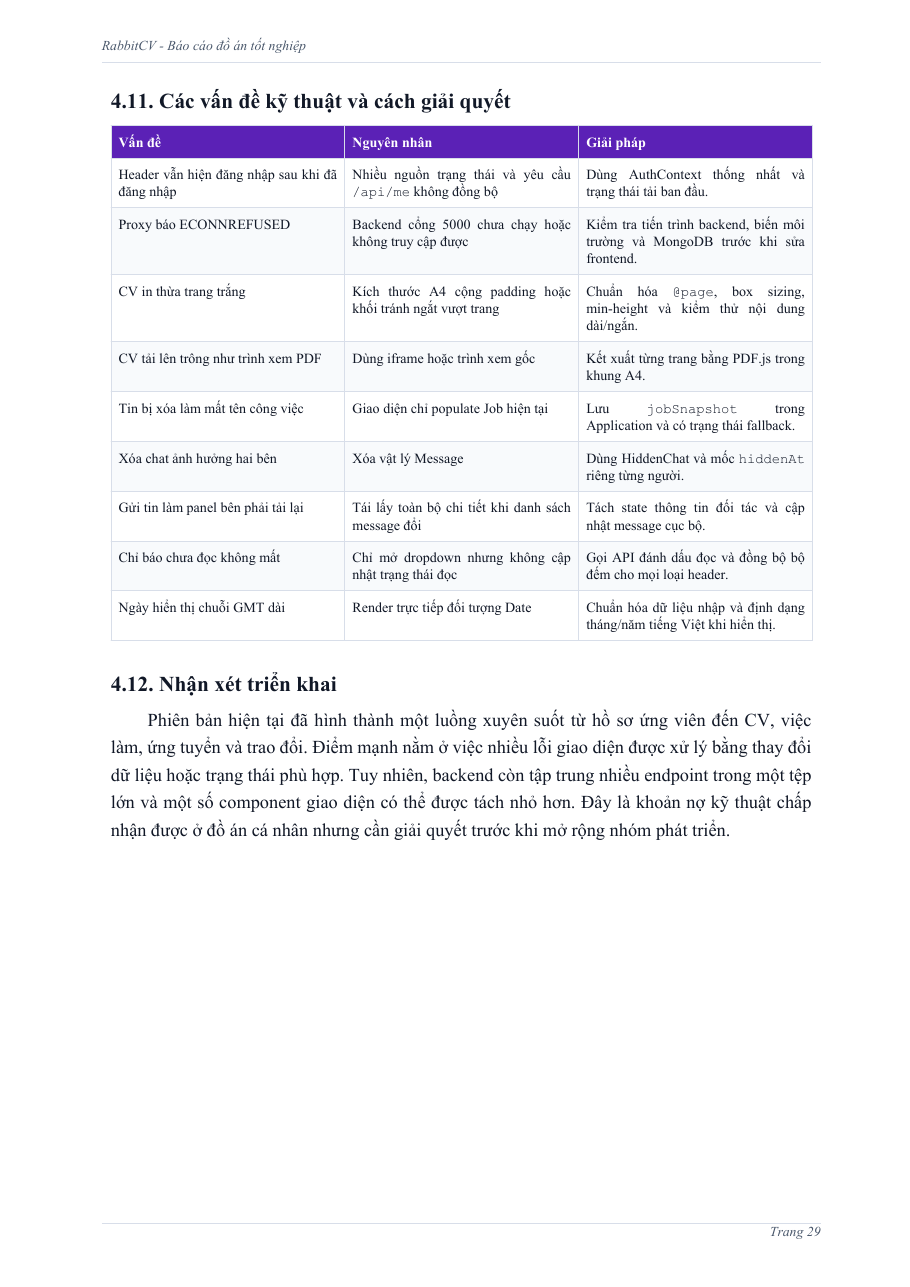 RabbitCV - Báo cáo đồ án tốt nghiệp
4.11. Các vấn đề kỹ thuật và cách giải quyết
Vấn đề
Nguyên nhân
Giải pháp
Header vẫn hiện đăng nhập sau khi đã
đăng nhập
Nhiều nguồn trạng thái và yêu cầu
/api/me không đồng bộ
Dùng AuthContext thống nhất và
trạng thái tải ban đầu.
Proxy báo ECONNREFUSED
Backend cổng 5000 chưa chạy hoặc
không truy cập được
Kiểm tra tiến trình backend, biến môi
trường và MongoDB trước khi sửa
frontend.
CV in thừa trang trắng
Kích thước A4 cộng padding hoặc
khối tránh ngắt vượt trang
Chuẩn hóa @page, box sizing,
min-height và kiểm thử nội dung
dài/ngắn.
CV tải lên trông như trình xem PDF
Dùng iframe hoặc trình xem gốc
Kết xuất từng trang bằng PDF.js trong
khung A4.
Tin bị xóa làm mất tên công việc
Giao diện chỉ populate Job hiện tại
Lưu jobSnapshot trong
Application và có trạng thái fallback.
Xóa chat ảnh hưởng hai bên
Xóa vật lý Message
Dùng HiddenChat và mốc hiddenAt
riêng từng người.
Gửi tin làm panel bên phải tải lại
Tái lấy toàn bộ chi tiết khi danh sách
message đổi
Tách state thông tin đối tác và cập
nhật message cục bộ.
Chỉ báo chưa đọc không mất
Chỉ mở dropdown nhưng không cập
nhật trạng thái đọc
Gọi API đánh dấu đọc và đồng bộ bộ
đếm cho mọi loại header.
Ngày hiển thị chuỗi GMT dài
Render trực tiếp đối tượng Date
Chuẩn hóa dữ liệu nhập và định dạng
tháng/năm tiếng Việt khi hiển thị.
4.12. Nhận xét triển khai
Phiên bản hiện tại đã hình thành một luồng xuyên suốt từ hồ sơ ứng viên đến CV, việc
làm, ứng tuyển và trao đổi. Điểm mạnh nằm ở việc nhiều lỗi giao diện được xử lý bằng thay đổi
dữ liệu hoặc trạng thái phù hợp. Tuy nhiên, backend còn tập trung nhiều endpoint trong một tệp
lớn và một số component giao diện có thể được tách nhỏ hơn. Đây là khoản nợ kỹ thuật chấp
nhận được ở đồ án cá nhân nhưng cần giải quyết trước khi mở rộng nhóm phát triển.
Trang 29